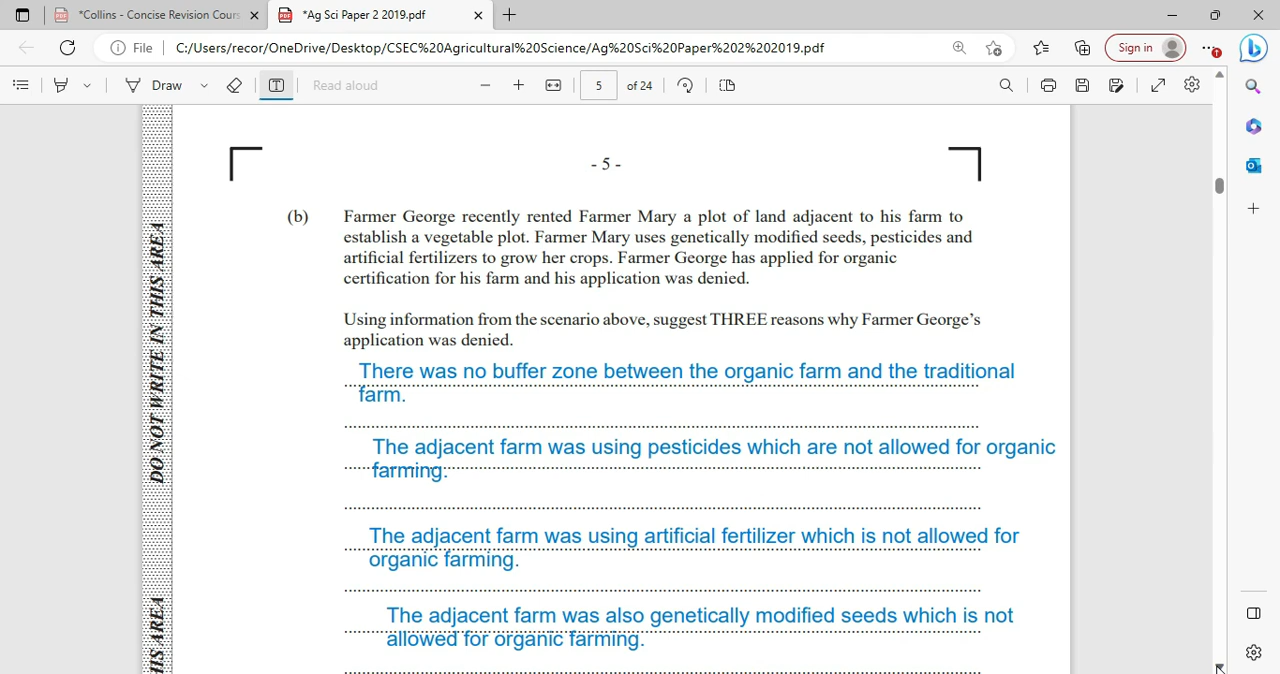 *Collins - Concise Revision Cours
*Ag Sci Paper 2 2019.pdf
File
C:/Users/recor/OneDrive/Desktop/CSEC%20Agricultural%20Science/Ag%20Sci%20Paper%202%202019.pdf
Sign in
Draw
Read aloud
5 of 24
- 5 -
(b) Farmer George recently rented Farmer Mary a plot of land adjacent to his farm to
establish a vegetable plot. Farmer Mary uses genetically modified seeds, pesticides and
artificial fertilizers to grow her crops. Farmer George has applied for organic
certification for his farm and his application was denied.
Using information from the scenario above, suggest THREE reasons why Farmer George's
application was denied.
There was no buffer zone between the organic farm and the traditional
farm.
The adjacent farm was using pesticides which are not allowed for organic
farming.
The adjacent farm was using artificial fertilizer which is not allowed for
organic farming.
The adjacent farm was also genetically modified seeds which is not
allowed for organic farming.
DO NOT WRITE IN THIS AREA
HIS AREA